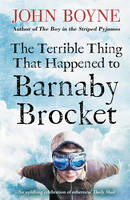 JOHN BOYNE
Author of The Boy in the Striped Pyjamas
The Terrible Thing
That Happened to
Barnaby
Brocket
'An uplifting celebration of otherness' Daily Mail